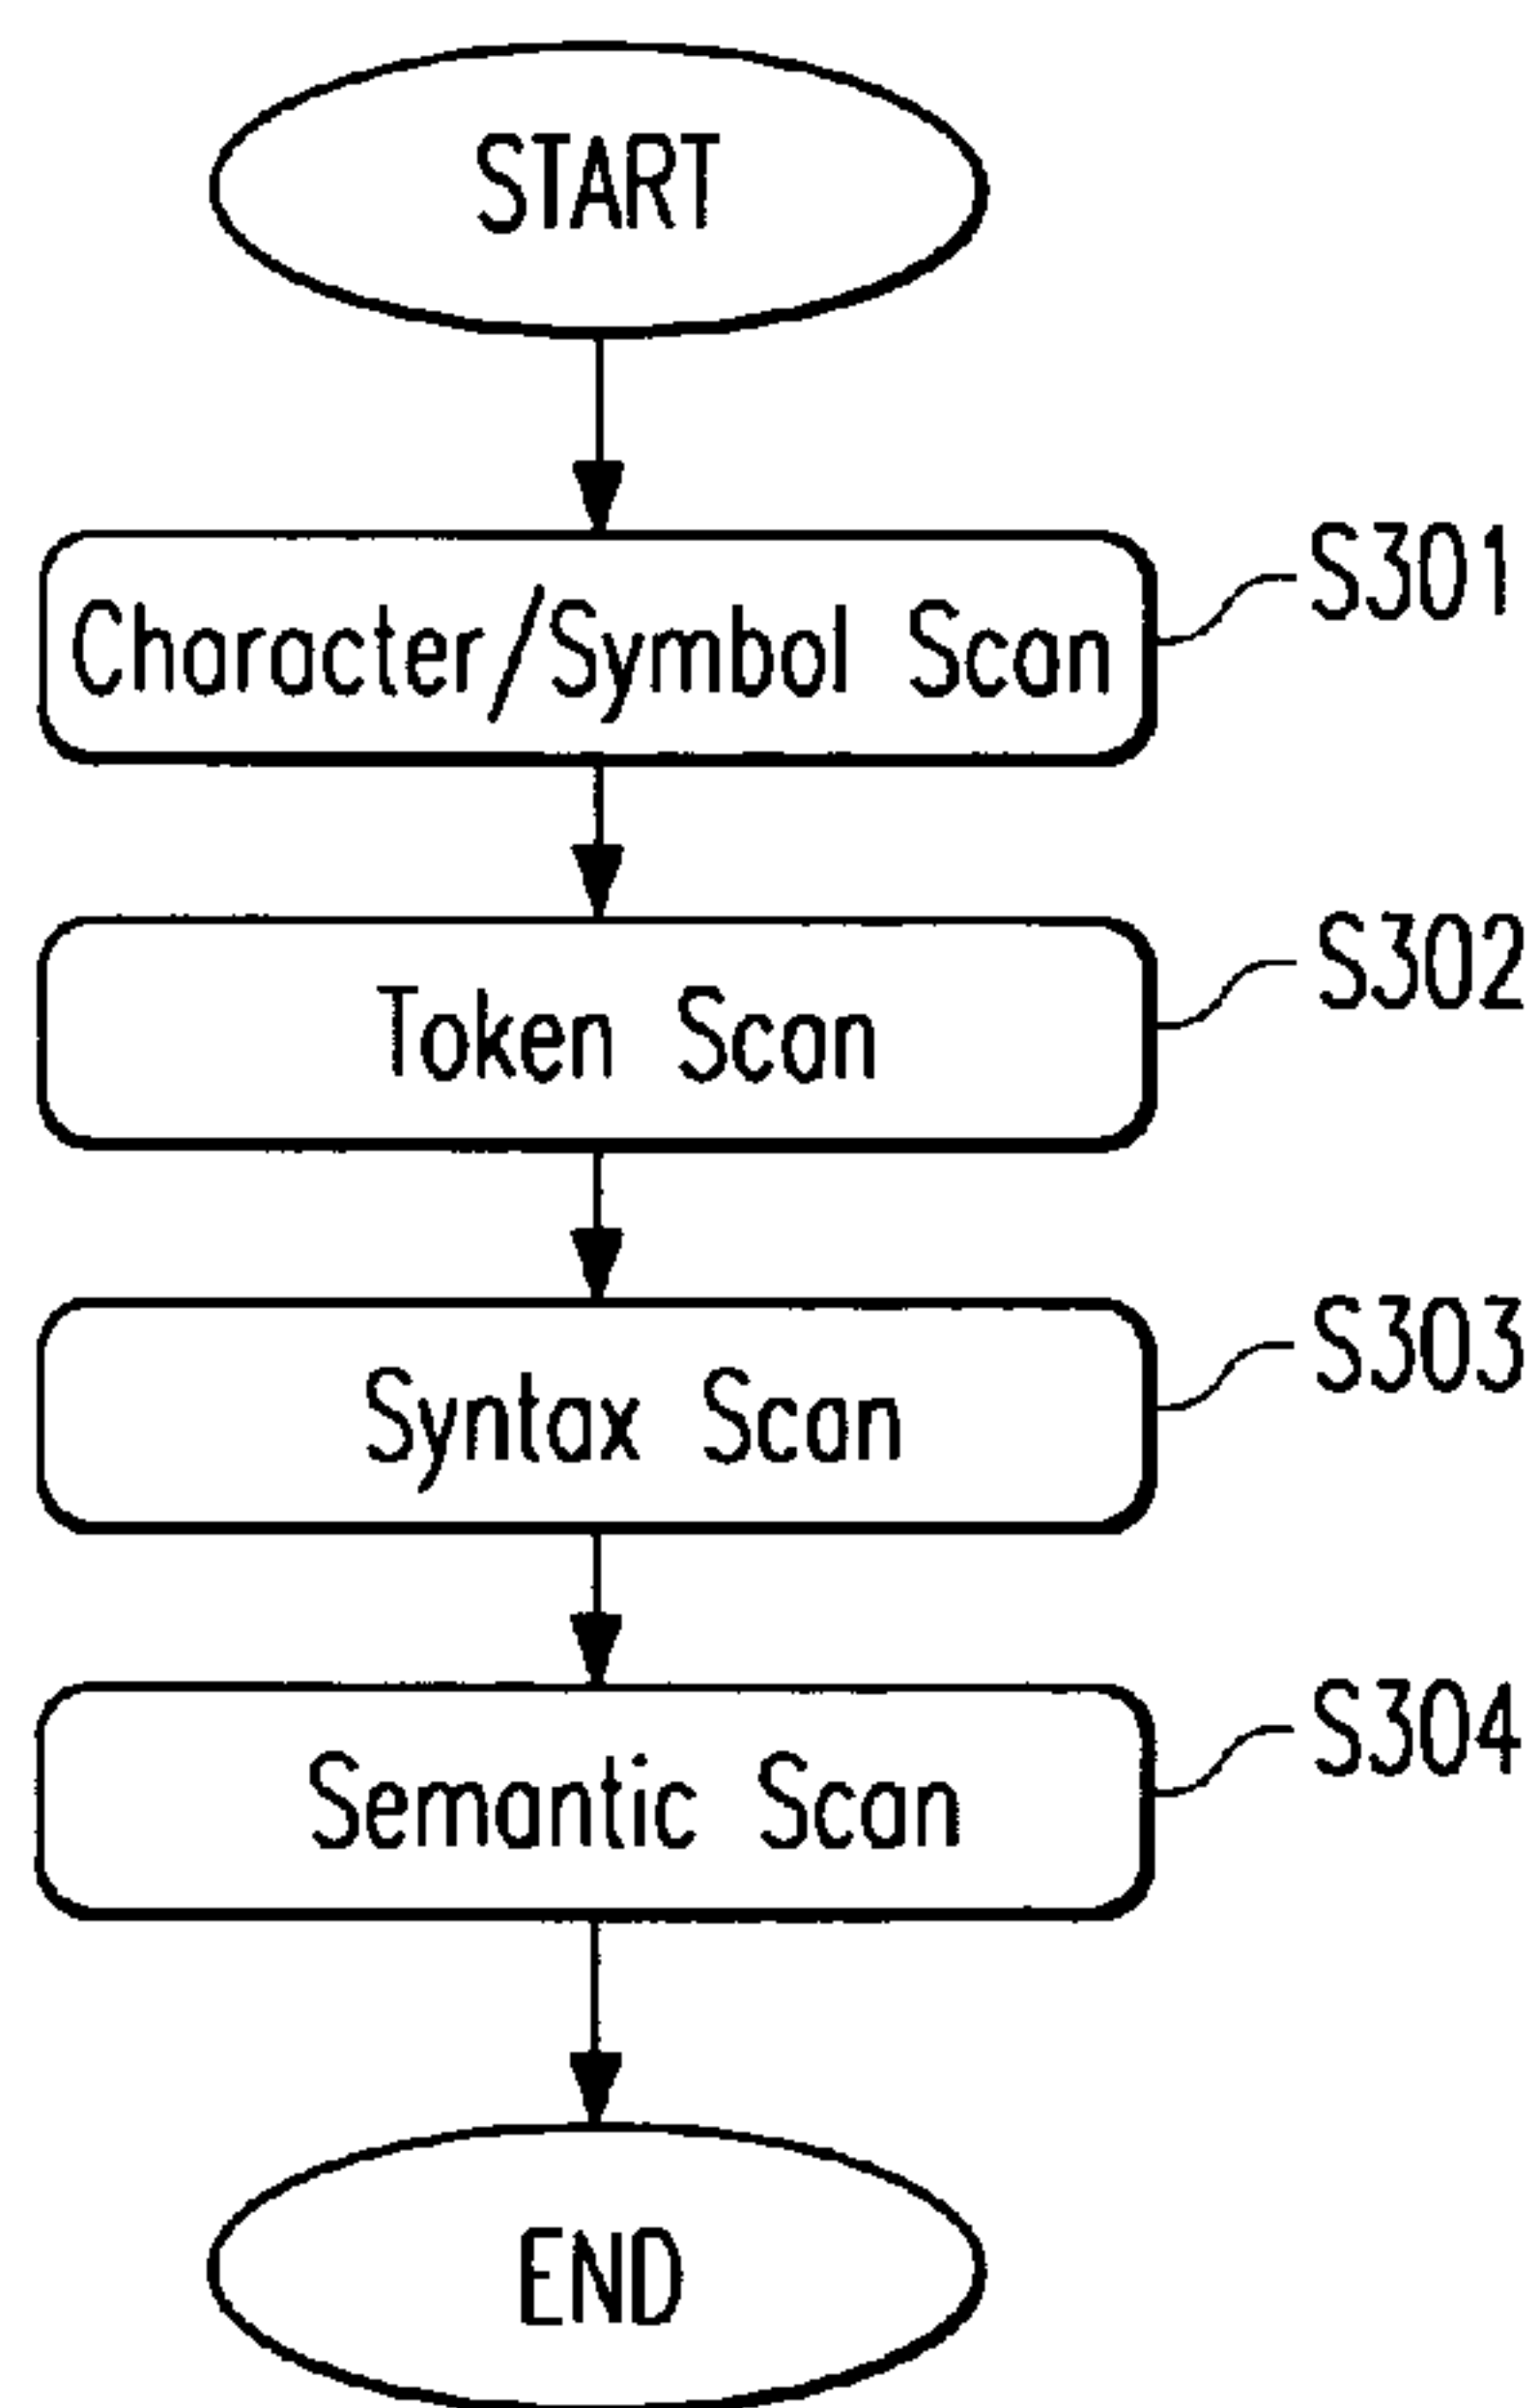 START
Character/Symbol Scan
S301
Token Scan
S302
Syntax Scan
S303
Semantic Scan
S304
END